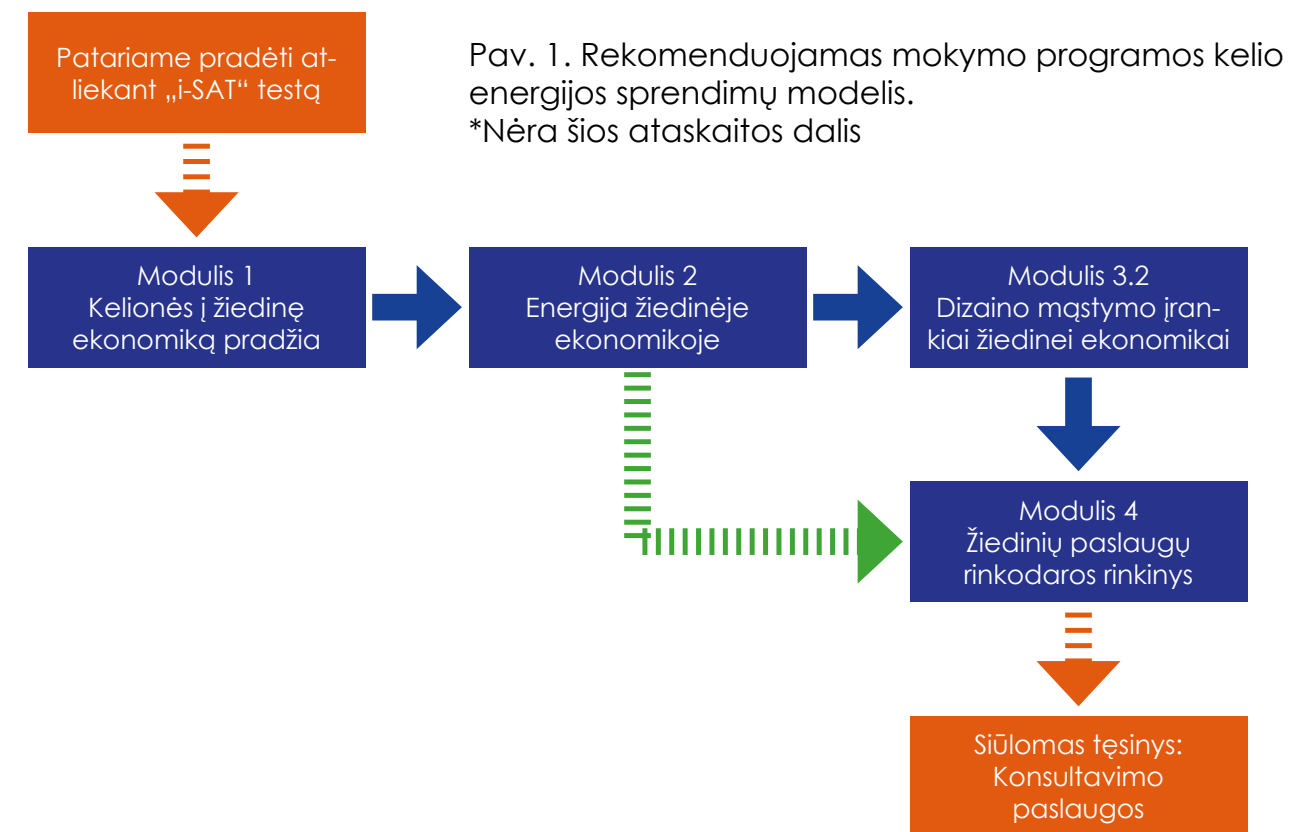 Patariame pradėti at-
liekant „i-SAT“ testą
Pav. 1. Rekomenduojamas mokymo programos kelio
energijos sprendimų modelis.
*Nėra šios ataskaitos dalis
Modulis 1
Kelionės į žiedinę
ekonomiką pradžia
Modulis 2
Energija žiedinėje
ekonomikoje
Modulis 3.2
Dizaino mąstymo įran-
kiai žiedinei ekonomikai
Modulis 4
Žiedinių paslaugų
rinkodaros rinkinys
Siūlomas tęsinys:
Konsultavimo
paslaugos